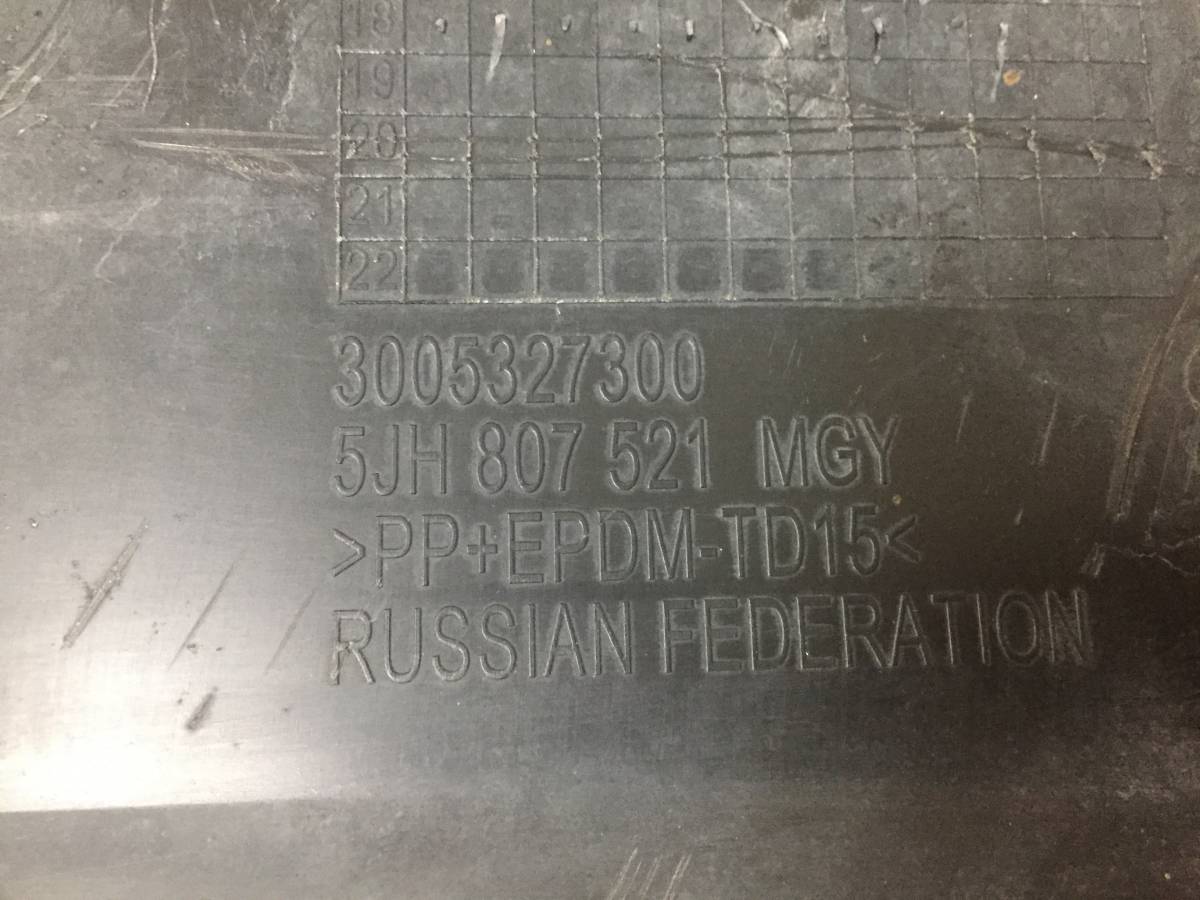 18
19
20
21
22
3005327300
5JH 807 521 MGY
>PP+EPDM-TD15<
RUSSIAN FEDERATION